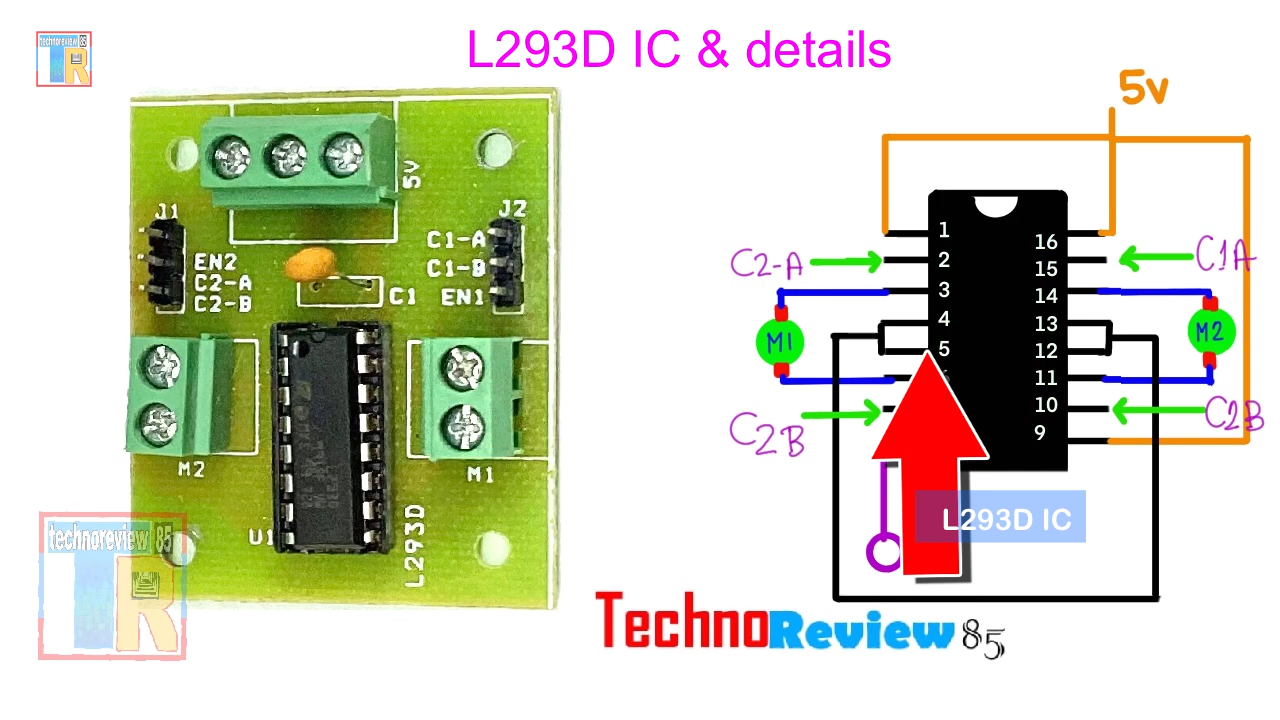 technoreview 85
TR
L293D IC & details
5v
5V
J1
J2
C1-A
C1-B
EN1
EN2
C2-A
C2-B
C1
M2
M1
U1
L293D
technoreview 85
TR
1
2
3
4
5
16
15
14
13
12
11
10
9
C2-A
C1A
M1
M2
C2B
C2B
L293D IC
TechnoReview 85